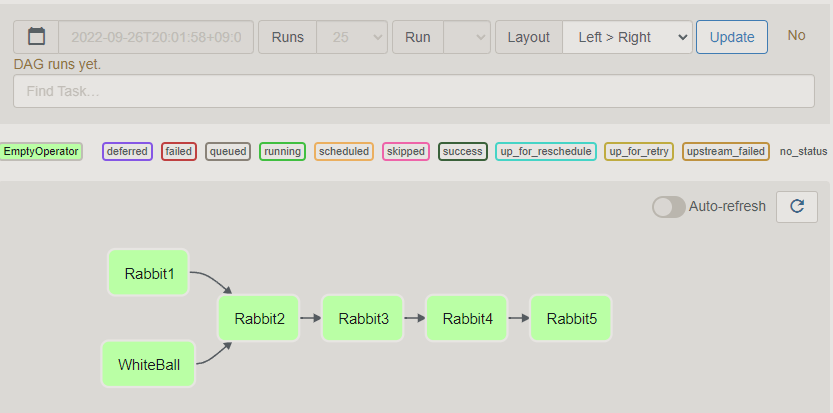 2022-09-26T20:01:58+09:0 Runs 25 Run Layout Left > Right Update No
DAG runs yet.
Find Task...
EmptyOperator deferred failed queued running scheduled skipped success up_for_reschedule up_for_retry upstream_failed no_status
Auto-refresh
Rabbit1
Rabbit2 Rabbit3 Rabbit4 Rabbit5
WhiteBall